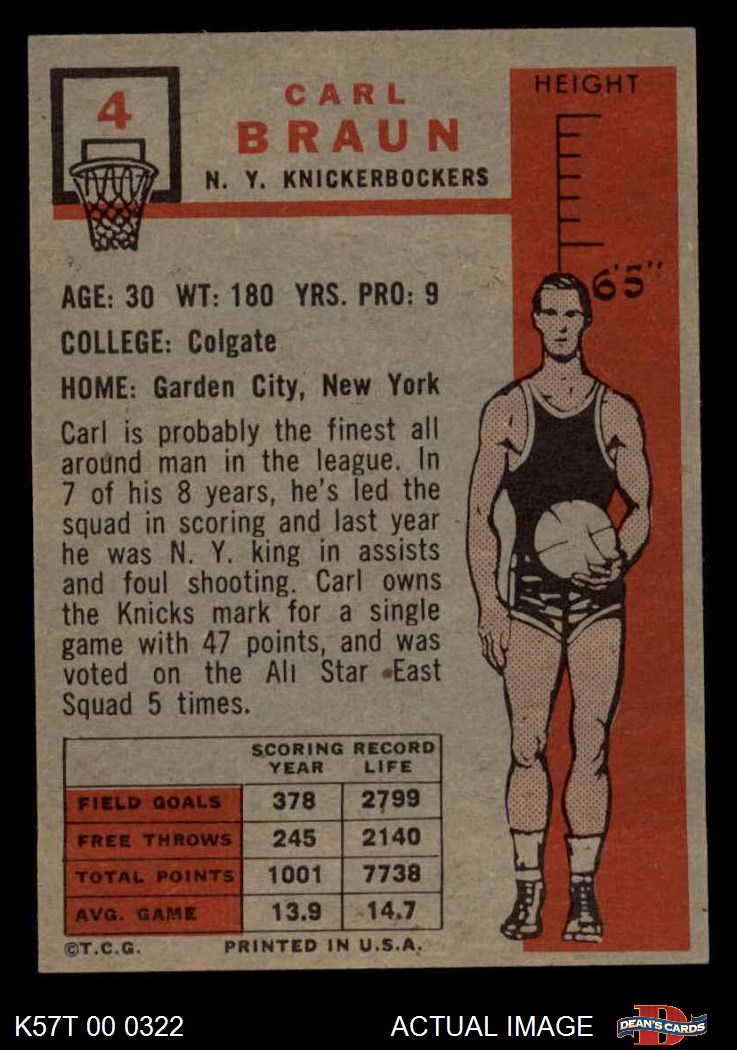 4
CARL
BRAUN
N. Y. KNICKERBOCKERS
HEIGHT
6'5"
AGE: 30 WT: 180 YRS. PRO: 9
COLLEGE: Colgate
HOME: Garden City, New York
Carl is probably the finest all
around man in the league. In
7 of his 8 years, he's led the
squad in scoring and last year
he was N. Y. king in assists
and foul shooting. Carl owns
the Knicks mark for a single
game with 47 points, and was
voted on the All Star East
Squad 5 times.
SCORING RECORD
YEAR LIFE
FIELD GOALS 378 2799
FREE THROWS 245 2140
TOTAL POINTS 1001 7738
AVG. GAME 13.9 14.7
©T.C.G. PRINTED IN U.S.A.
K57T 00 0322 ACTUAL IMAGE D DEAN'S CARDS